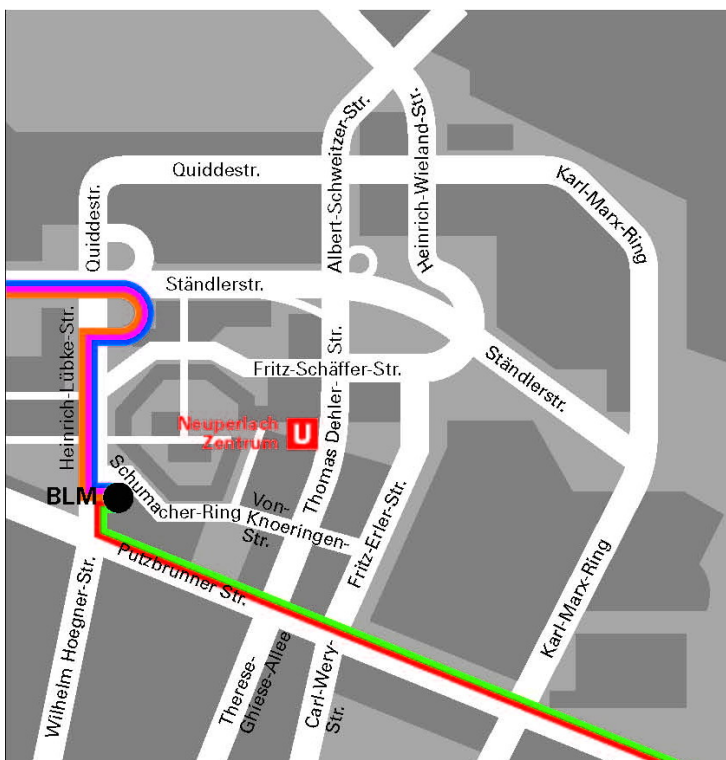 Albert-Schweitzer-Str.
Heinrich-Wieland-Str.
Quiddestr.
Karl-Marx-Ring
Quiddestr.
Ständlerstr.
Heinrich-Lübke-Str.
Fritz-Schäffer-Str.
Ständlerstr.
Thomas Dehler-Str.
Neuperlach
Zentrum
U
BLM
Schumacher-Ring
Von-
Knoeringen-
Str.
Fritz-Erler-Str.
Putzbrunner Str.
Karl-Marx-Ring
Wilhelm Hoegner-Str.
Therese-
Ghiese-Allee
Carl-Wery-
Str.